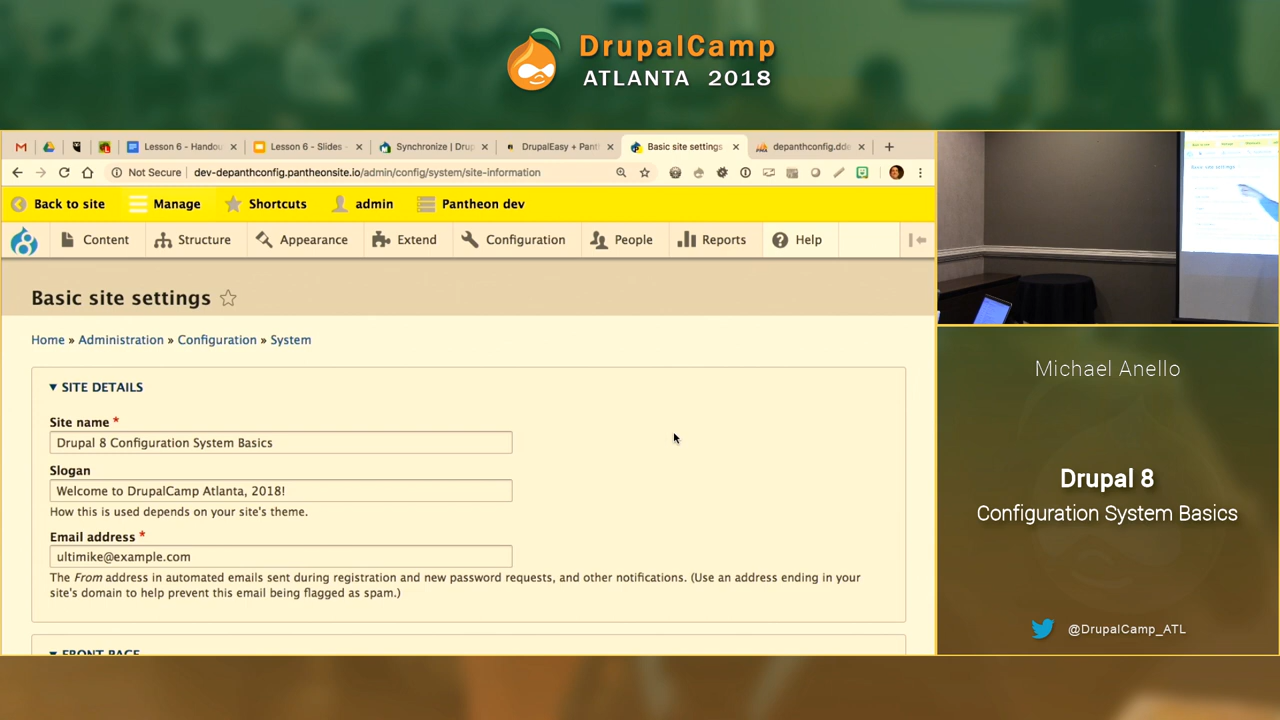 DrupalCamp
ATLANTA 2018
Lesson 6 - Handou
Lesson 6 - Slides -
Synchronize | Drup
DrupalEasy + Pant
Basic site settings
depanthconfig.dde
Not Secure
dev-depanthconfig.pantheonsite.io/admin/config/system/site-information
Back to site
Manage
Shortcuts
admin
Pantheon dev
Content
Structure
Appearance
Extend
Configuration
People
Reports
Help
Basic site settings
Home » Administration » Configuration » System
SITE DETAILS
Site name *
Drupal 8 Configuration System Basics
Slogan
Welcome to DrupalCamp Atlanta, 2018!
How this is used depends on your site's theme.
Email address *
ultimike@example.com
The From address in automated emails sent during registration and new password requests, and other notifications. (Use an address ending in your
site's domain to help prevent this email being flagged as spam.)
FRONT PAGE
Michael Anello
Drupal 8
Configuration System Basics
@DrupalCamp_ATL